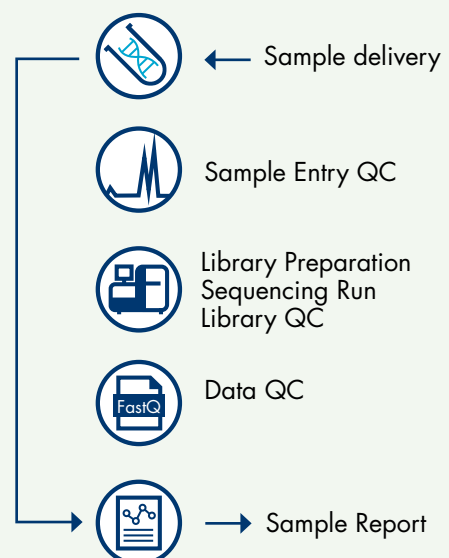 Sample delivery
Sample Entry QC
Library Preparation
Sequencing Run
Library QC
FastQ
Data QC
Sample Report